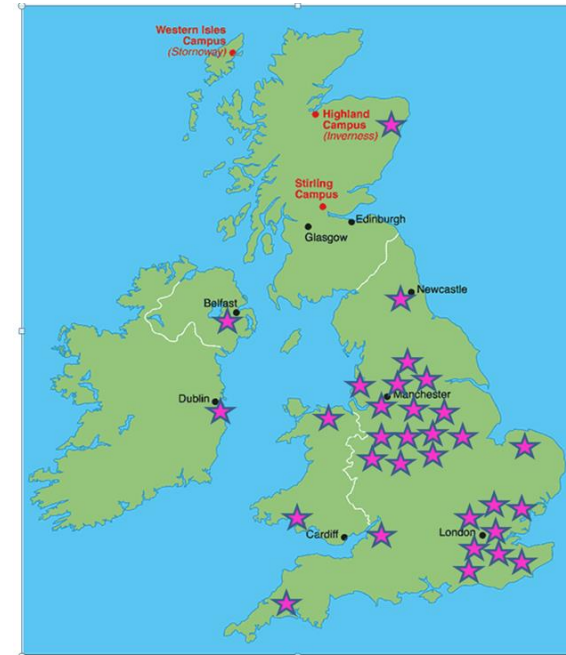 Western Isles
Campus
(Stornoway)
Highland
Campus
(Inverness)
Stirling
Campus
Edinburgh
Glasgow
Newcastle
Belfast
Manchester
Dublin
Cardiff
London